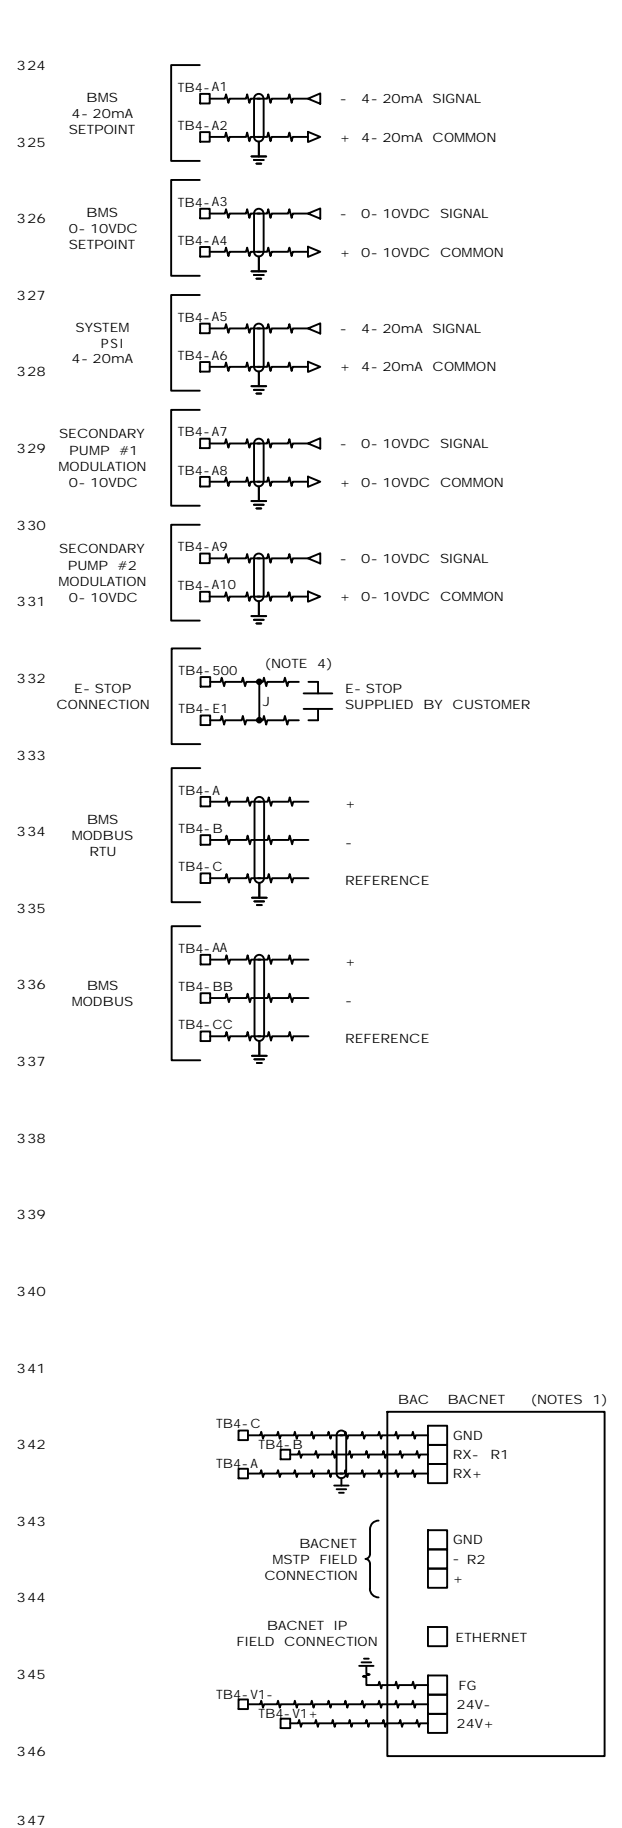 324
BMS
4-20mA
SETPOINT
TB4-A1
- 4-20mA SIGNAL
TB4-A2
+ 4-20mA COMMON
325
326
BMS
0-10VDC
SETPOINT
TB4-A3
- 0-10VDC SIGNAL
TB4-A4
+ 0-10VDC COMMON
327
SYSTEM
PSI
4-20mA
TB4-A5
- 4-20mA SIGNAL
TB4-A6
+ 4-20mA COMMON
328
329
SECONDARY
PUMP #1
MODULATION
0-10VDC
TB4-A7
- 0-10VDC SIGNAL
TB4-A8
+ 0-10VDC COMMON
330
SECONDARY
PUMP #2
MODULATION
0-10VDC
TB4-A9
- 0-10VDC SIGNAL
TB4-A10
+ 0-10VDC COMMON
331
332
E-STOP
CONNECTION
TB4-500
(NOTE 4)
J
TB4-E1
E-STOP
SUPPLIED BY CUSTOMER
333
334
BMS
MODBUS
RTU
TB4-A
+
TB4-B
-
TB4-C
REFERENCE
335
336
BMS
MODBUS
TB4-AA
+
TB4-BB
-
TB4-CC
REFERENCE
337
338
339
340
341
BAC BACNET (NOTES 1)
342
TB4-C
GND
TB4-B
RX- R1
TB4-A
RX+
343
BACNET
MSTP FIELD
CONNECTION
GND
- R2
+
344
BACNET IP
FIELD CONNECTION
ETHERNET
345
FG
TB4-V1-
24V-
TB4-V1+
24V+
346
347